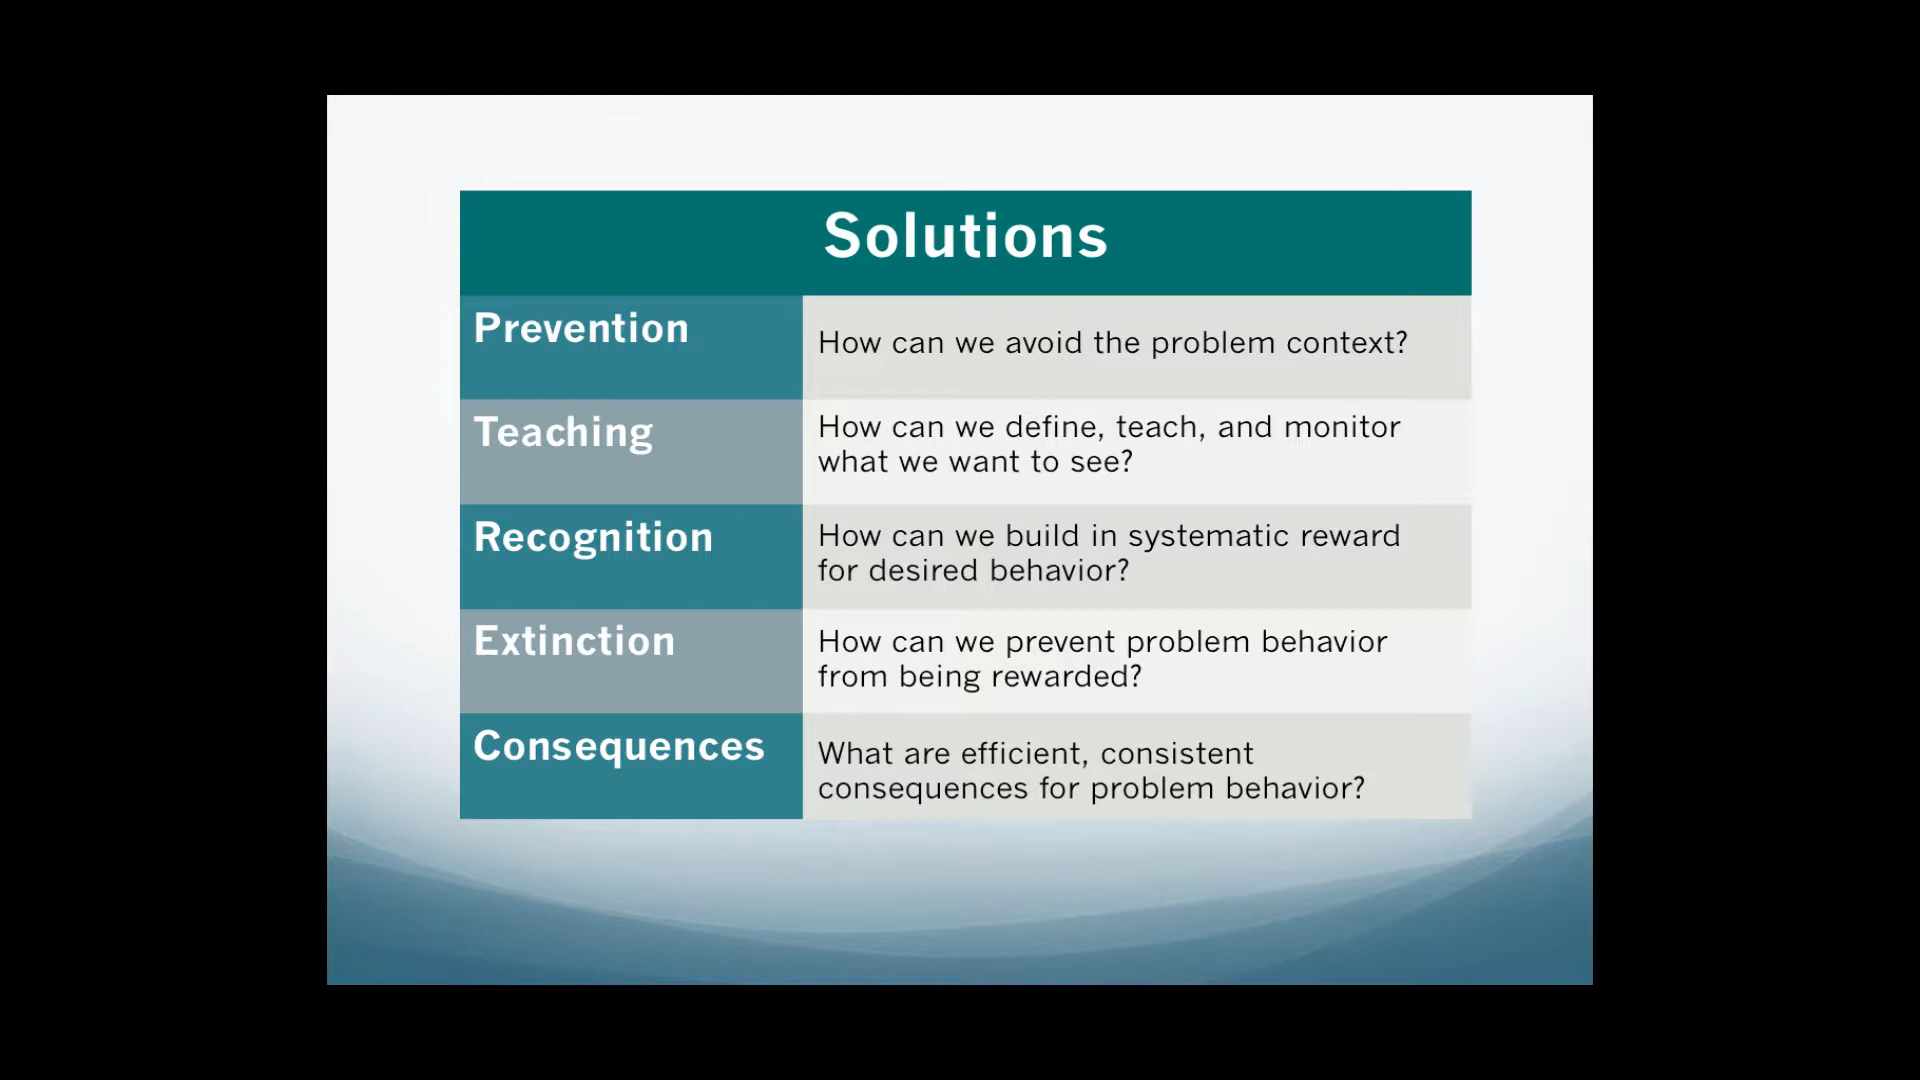 Solutions
Prevention
How can we avoid the problem context?
Teaching
How can we define, teach, and monitor
what we want to see?
Recognition
How can we build in systematic reward
for desired behavior?
Extinction
How can we prevent problem behavior
from being rewarded?
Consequences
What are efficient, consistent
consequences for problem behavior?